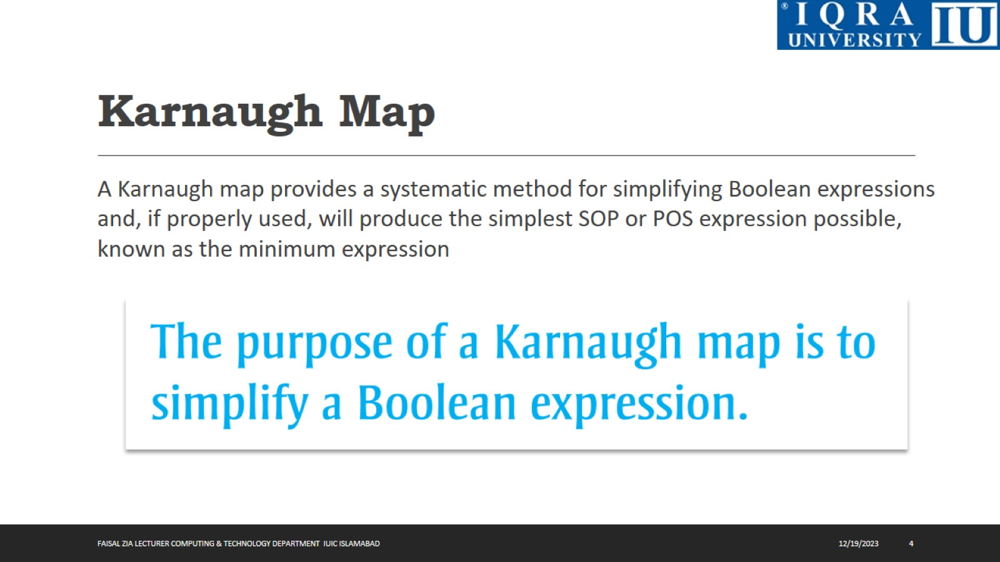 ® IQRA
UNIVERSITY IU
Karnaugh Map
A Karnaugh map provides a systematic method for simplifying Boolean expressions
and, if properly used, will produce the simplest SOP or POS expression possible,
known as the minimum expression
The purpose of a Karnaugh map is to
simplify a Boolean expression.
FAISAL ZIA LECTURER COMPUTING & TECHNOLOGY DEPARTMENT IUIC ISLAMABAD 12/19/2023 4